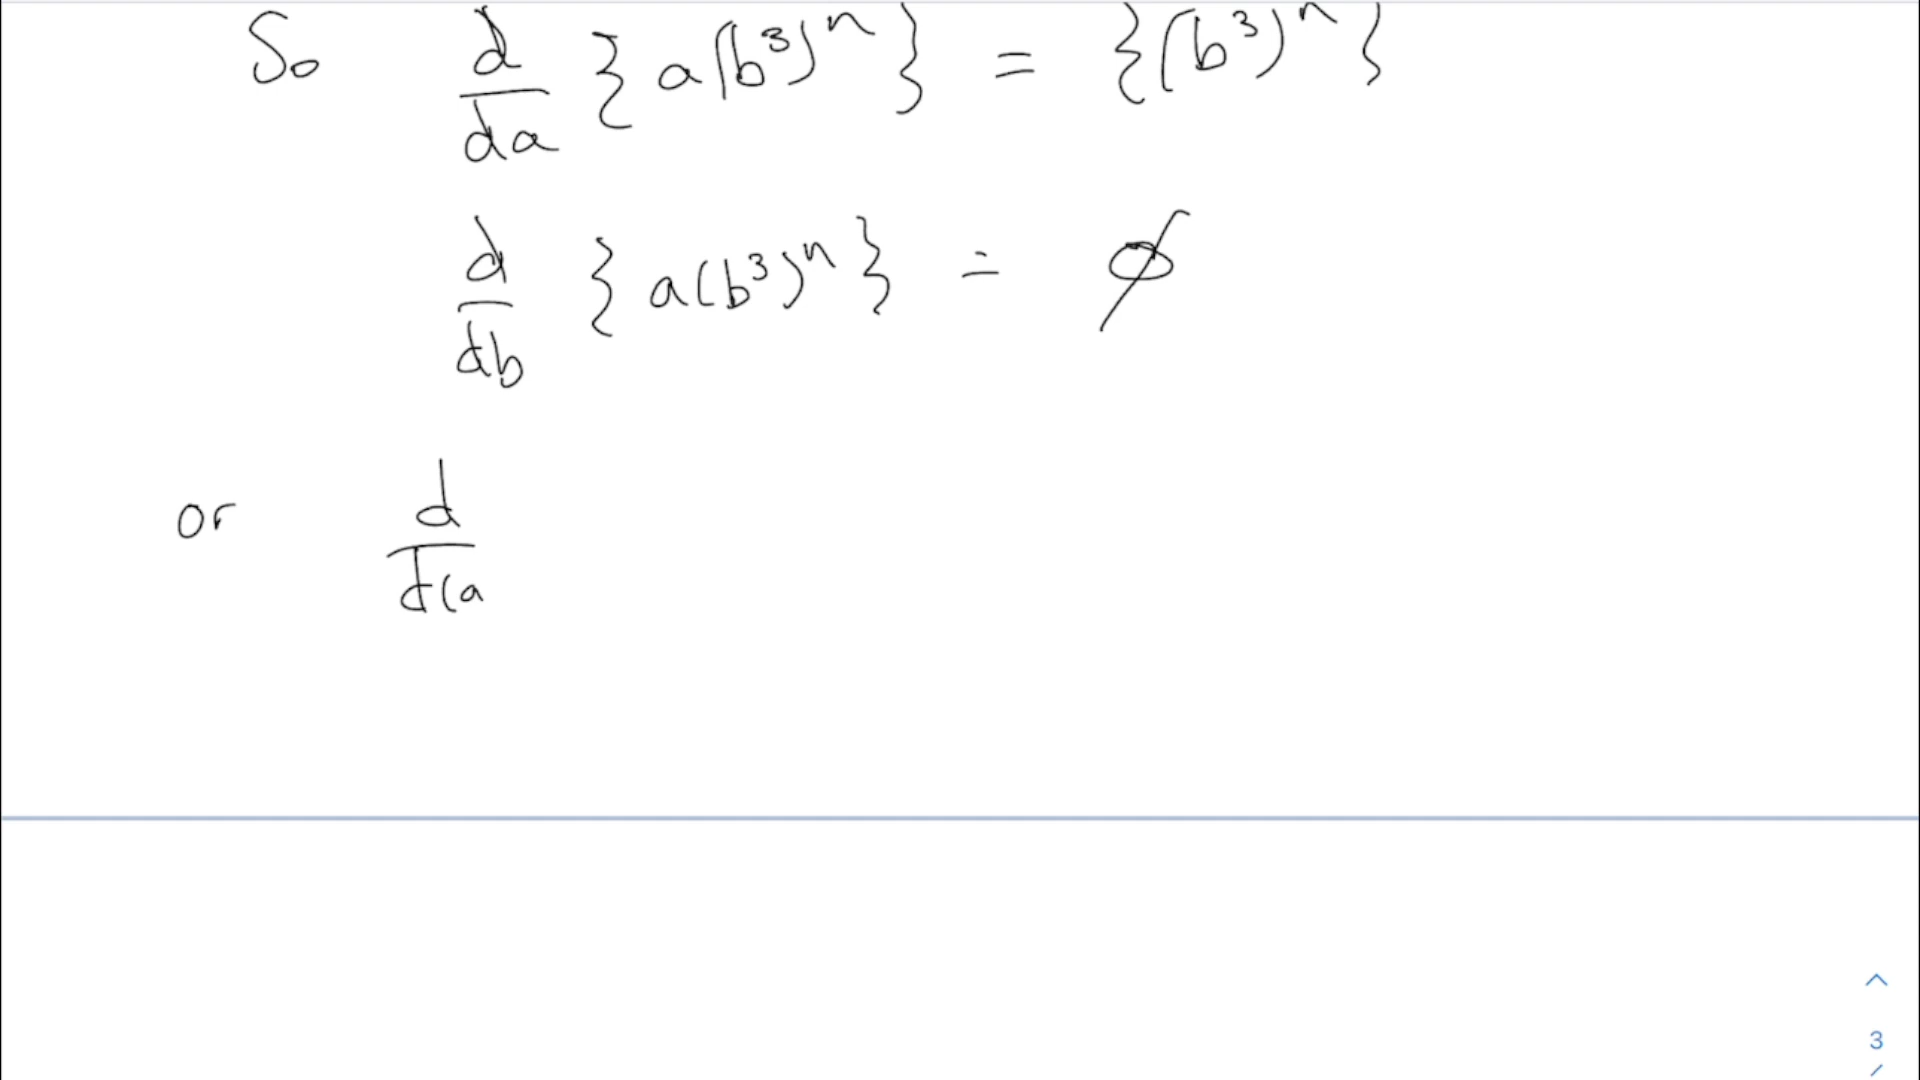 So d/da {a(b³)ⁿ} = {(b³)ⁿ}
d/db {a(b³)ⁿ} = ∅
or d/d(a
3